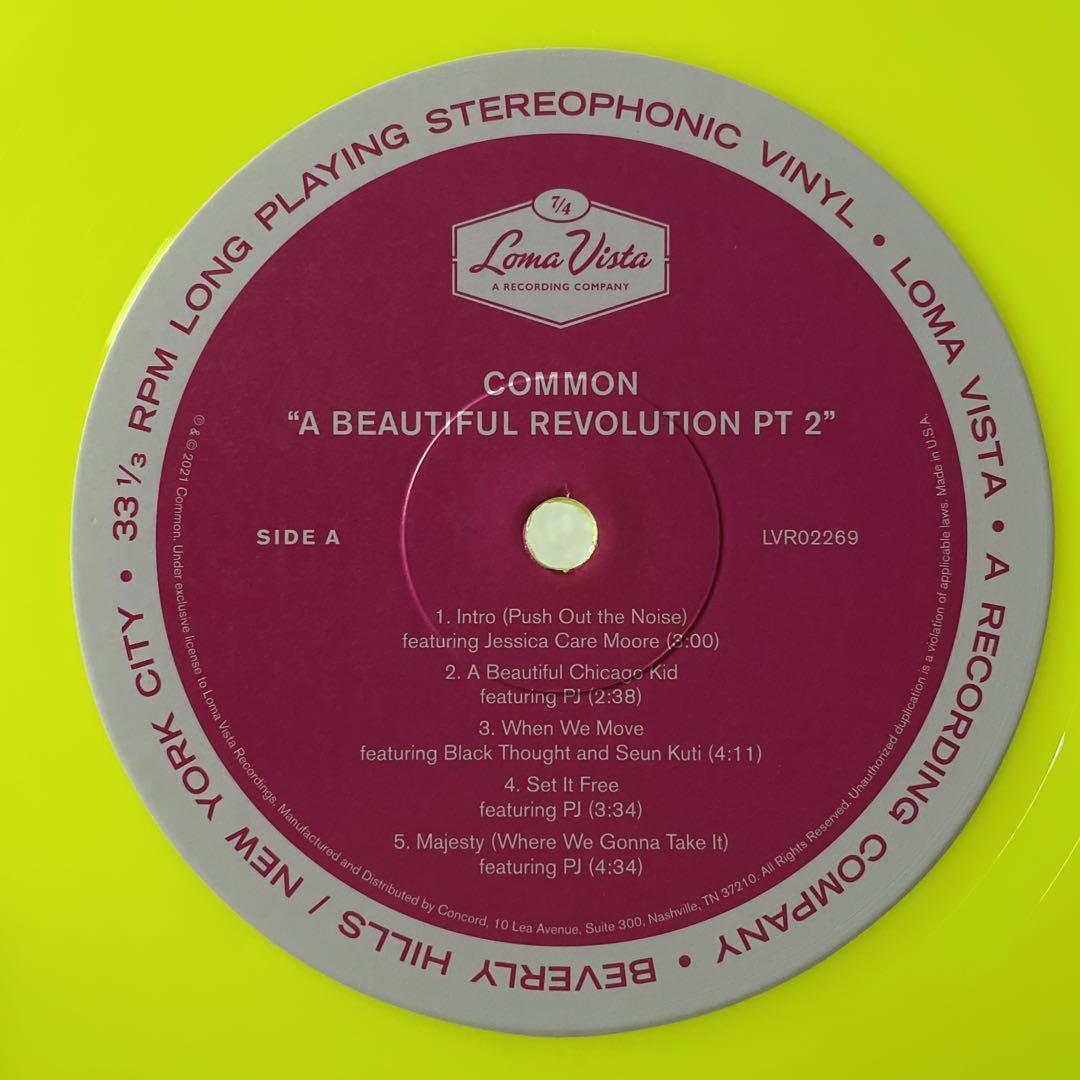 33 1/3 RPM LONG PLAYING STEREOPHONIC VINYL • LOMA VISTA • A RECORDING COMPANY • BEVERLY HILLS / NEW YORK CITY •
7/4
Loma Vista
A RECORDING COMPANY
COMMON
“A BEAUTIFUL REVOLUTION PT 2”
SIDE A
LVR02269
1. Intro (Push Out the Noise)
featuring Jessica Care Moore (3:00)
2. A Beautiful Chicago Kid
featuring PJ (2:38)
3. When We Move
featuring Black Thought and Seun Kuti (4:11)
4. Set It Free
featuring PJ (3:34)
5. Majesty (Where We Gonna Take It)
featuring PJ (4:34)
℗ & © 2021 Common. Under exclusive license to Loma Vista Recordings. Manufactured and Distributed by Concord, 10 Lea Avenue, Suite 300, Nashville, TN 37210. All Rights Reserved. Unauthorized duplication is a violation of applicable laws. Made in U.S.A.